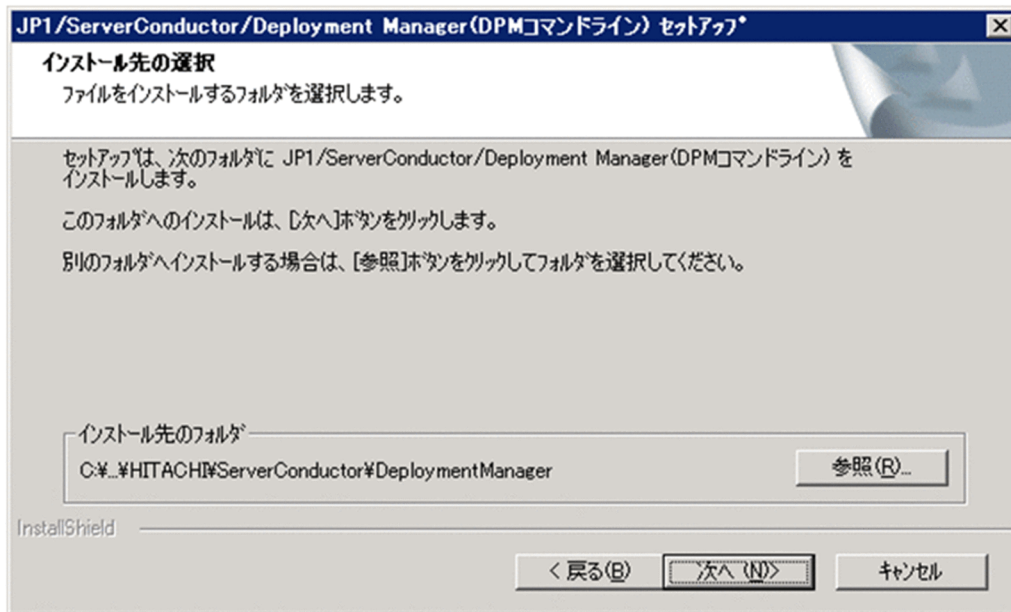 JP1/ServerConductor/Deployment Manager(DPMコマンドライン) セットアップ
インストール先の選択
ファイルをインストールするフォルダを選択します。
セットアップは、次のフォルダに JP1/ServerConductor/Deployment Manager(DPMコマンドライン) を
インストールします。
このフォルダへのインストールは、[次へ]ボタンをクリックします。
別のフォルダへインストールする場合は、[参照]ボタンをクリックしてフォルダを選択してください。
インストール先のフォルダ
C:¥...¥HITACHI¥ServerConductor¥DeploymentManager
参照(R)...
InstallShield
< 戻る(B)
次へ (N)>
キャンセル